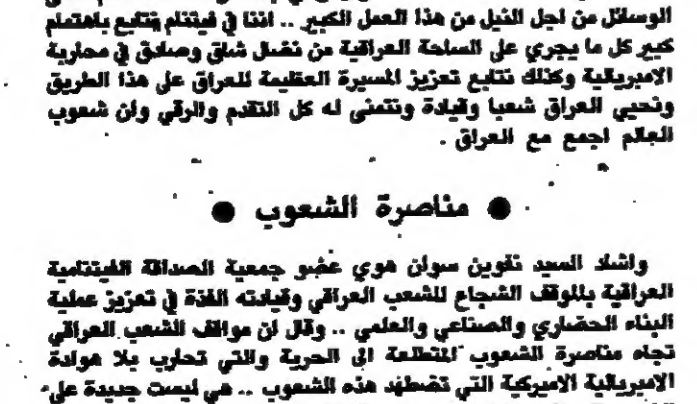 الوسائل من اجل النيل من هذا العمل الكبير .. اننا في فيتنام نتابع باهتمام
كبير كل ما يجري على الساحة العراقية من نضال شاق وصادق في محاربة
الامبريالية وكذلك نتابع تعزيز المسيرة العظيمة للعراق على هذا الطريق
ونحيي العراق شعبا وقيادة ونتمنى له كل التقدم والرقي وان شعوب
العالم اجمع مع العراق .
● مناصرة الشعوب ●
واشاد السيد نقوين سوان هوي عضو جمعية الصداقة الفيتنامية
العراقية بالموقف الشجاع للشعب العراقي وقيادته الفذة في تعزيز عملية
البناء الحضاري والصناعي والعلمي .. وقال ان مواقف الشعب العراقي
تجاه مناصرة الشعوب المتطلعة الى الحرية والتي تحارب بلا هوادة
الامبريالية الاميركية التي تضطهد هذه الشعوب .. هي ليست جديدة على